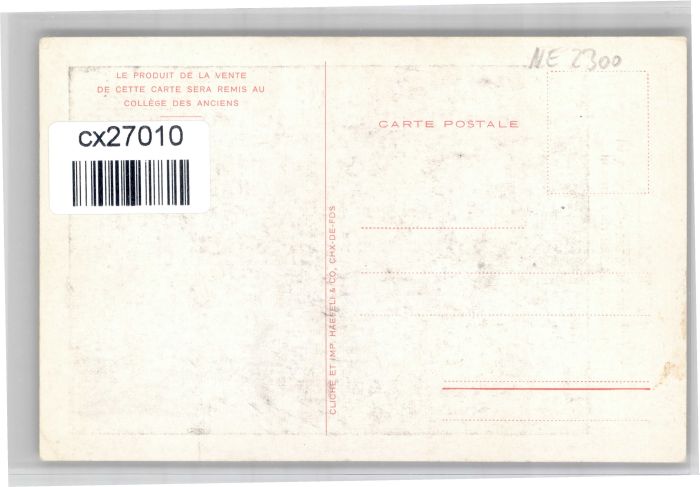 LE PRODUIT DE LA VENTE
DE CETTE CARTE SERA REMIS AU
COLLÈGE DES ANCIENS
cx27010
NE 2300
CARTE POSTALE
CLICHÉ ET IMP. HAEFELI & CO, CHX-DE-FDS